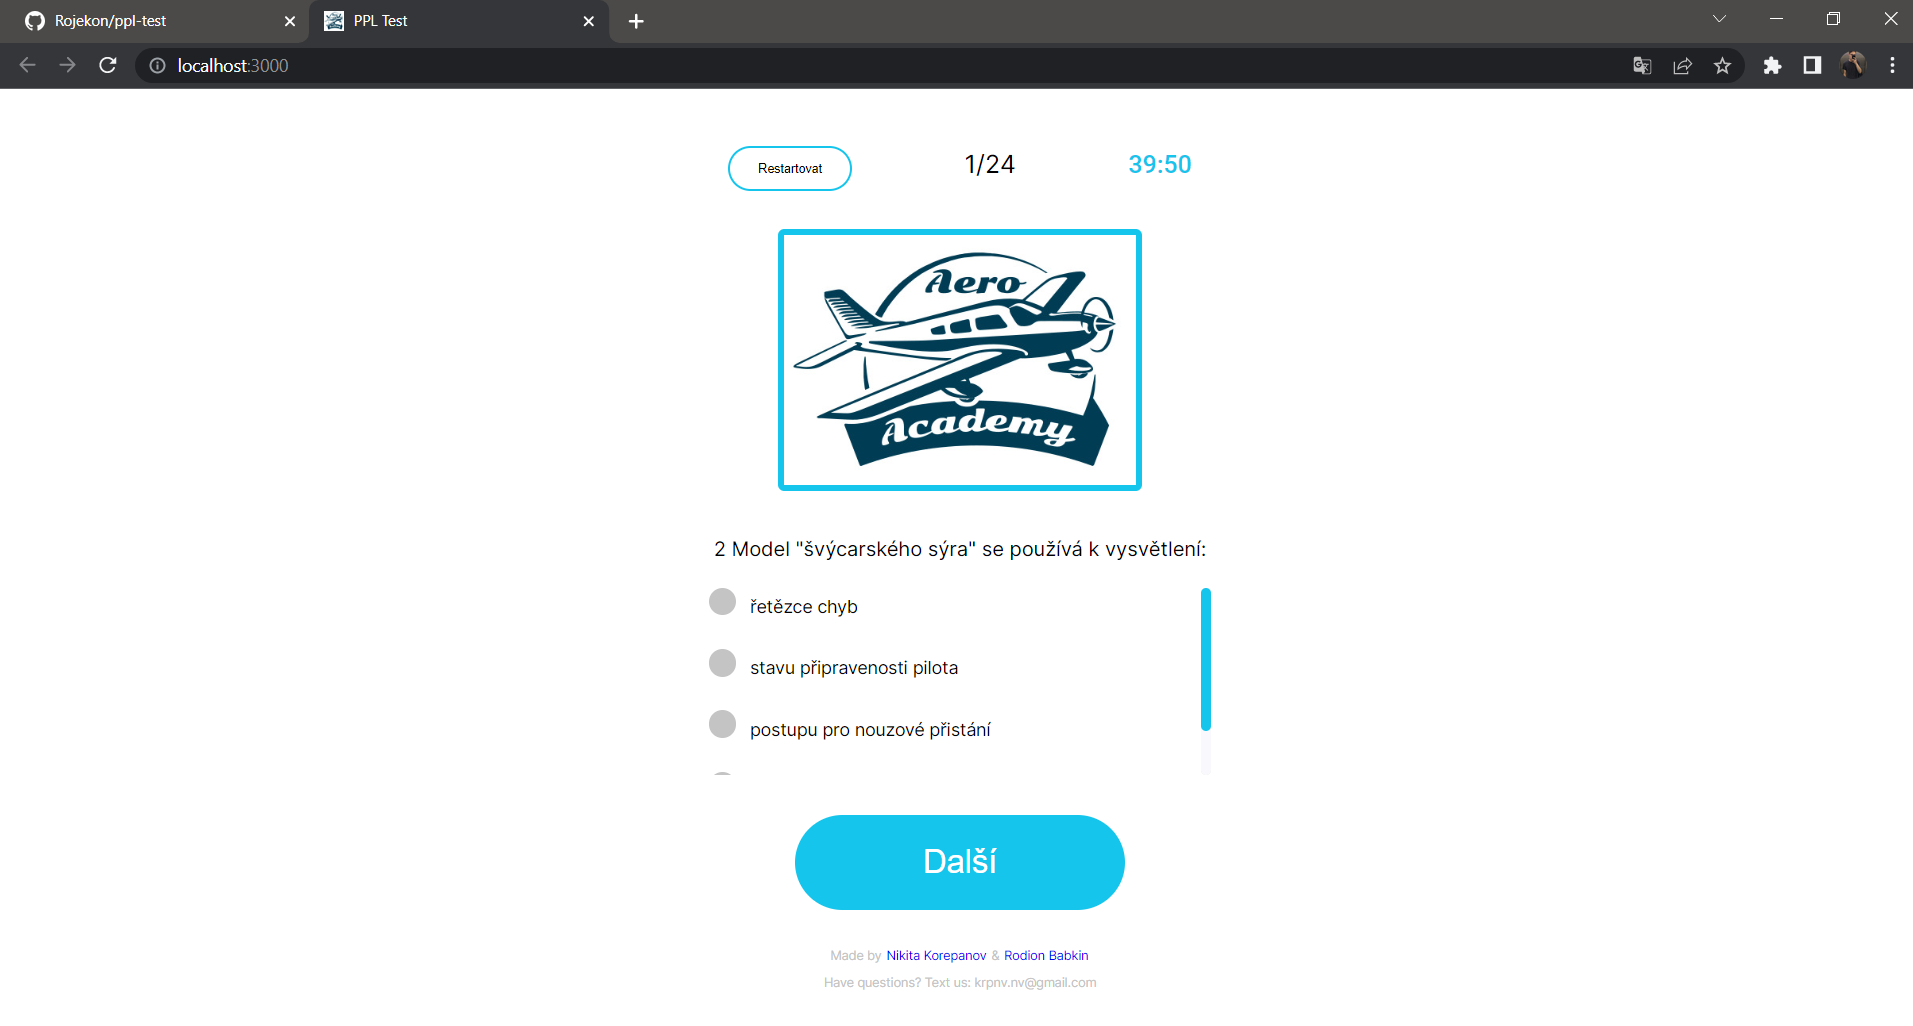 Rojekon/ppl-test
PPL Test
localhost:3000
Restartovat
1/24
39:50
Aero
Academy
2 Model "švýcarského sýra" se používá k vysvětlení:
řetězce chyb
stavu připravenosti pilota
postupu pro nouzové přistání
Další
Made by Nikita Korepanov & Rodion Babkin
Have questions? Text us: krpnv.nv@gmail.com